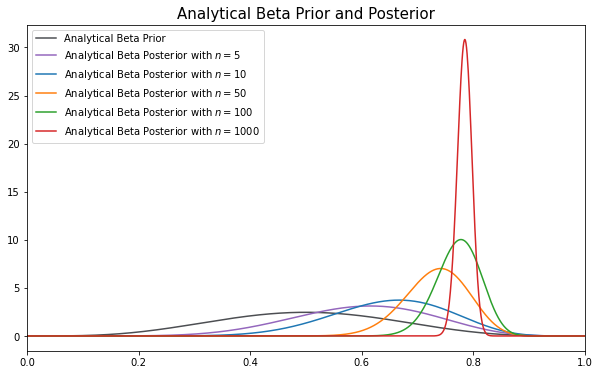 Analytical Beta Prior and Posterior
Analytical Beta Prior
Analytical Beta Posterior with n = 5
Analytical Beta Posterior with n = 10
Analytical Beta Posterior with n = 50
Analytical Beta Posterior with n = 100
Analytical Beta Posterior with n = 1000
30
25
20
15
10
5
0
0.0 0.2 0.4 0.6 0.8 1.0